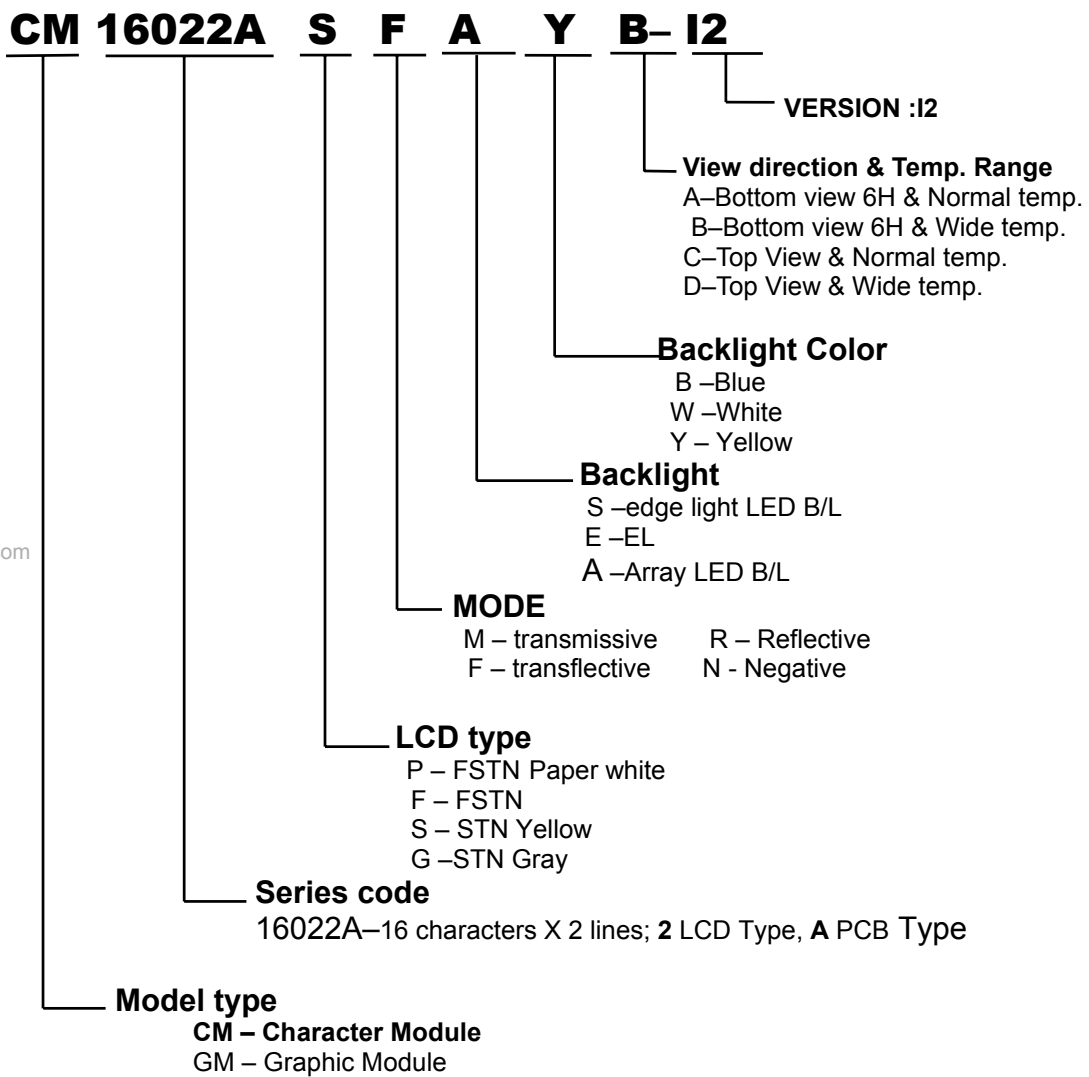 CM 16022A S F A Y B– I2
VERSION :I2
View direction & Temp. Range
A–Bottom view 6H & Normal temp.
B–Bottom view 6H & Wide temp.
C–Top View & Normal temp.
D–Top View & Wide temp.
Backlight Color
B –Blue
W –White
Y – Yellow
Backlight
S –edge light LED B/L
E –EL
A –Array LED B/L
om
MODE
M – transmissive R – Reflective
F – transflective N - Negative
LCD type
P – FSTN Paper white
F – FSTN
S – STN Yellow
G –STN Gray
Series code
16022A–16 characters X 2 lines; 2 LCD Type, A PCB Type
Model type
CM – Character Module
GM – Graphic Module